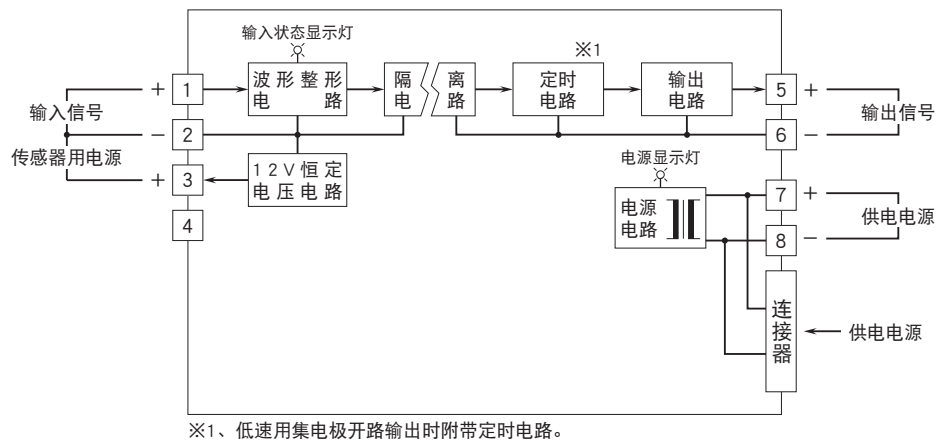 输入状态显示灯
※1
+ 1 波形整形 隔 离 定时 输出 5 +
电 路 电 路 电路 电路
输入信号 输出信号
− 2 6 −
传感器用电源 电源显示灯
+ 3 12V恒定
电压电路
7 +
电源
电路
供电电源
4
8 −
连接器
供电电源
※1、低速用集电极开路输出时附带定时电路。